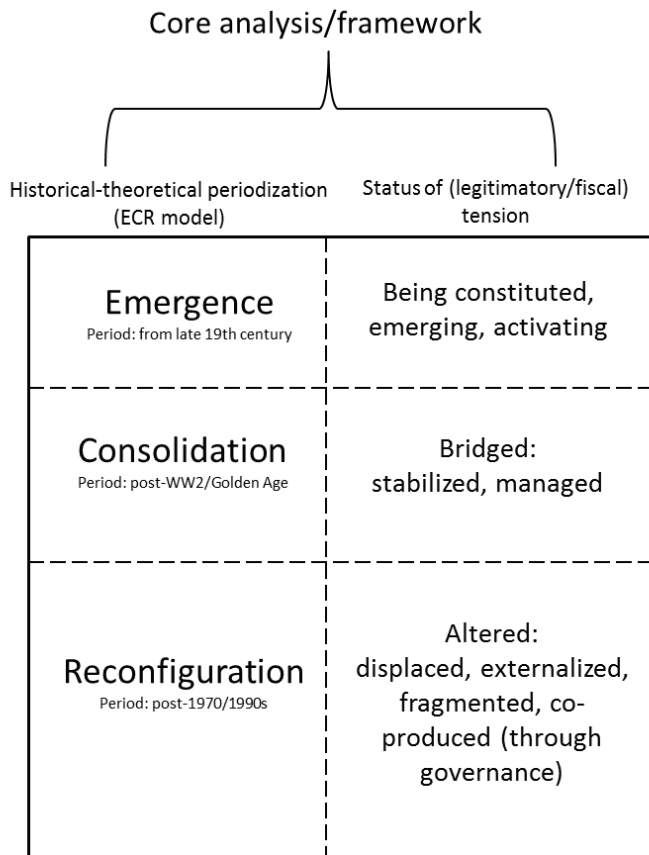 Core analysis/framework
Historical-theoretical periodization
(ECR model)
Status of (legitimatory/fiscal)
tension
Emergence
Period: from late 19th century
Being constituted,
emerging, activating
Consolidation
Period: post-WW2/Golden Age
Bridged:
stabilized, managed
Reconfiguration
Period: post-1970/1990s
Altered:
displaced, externalized,
fragmented, co-
produced (through
governance)